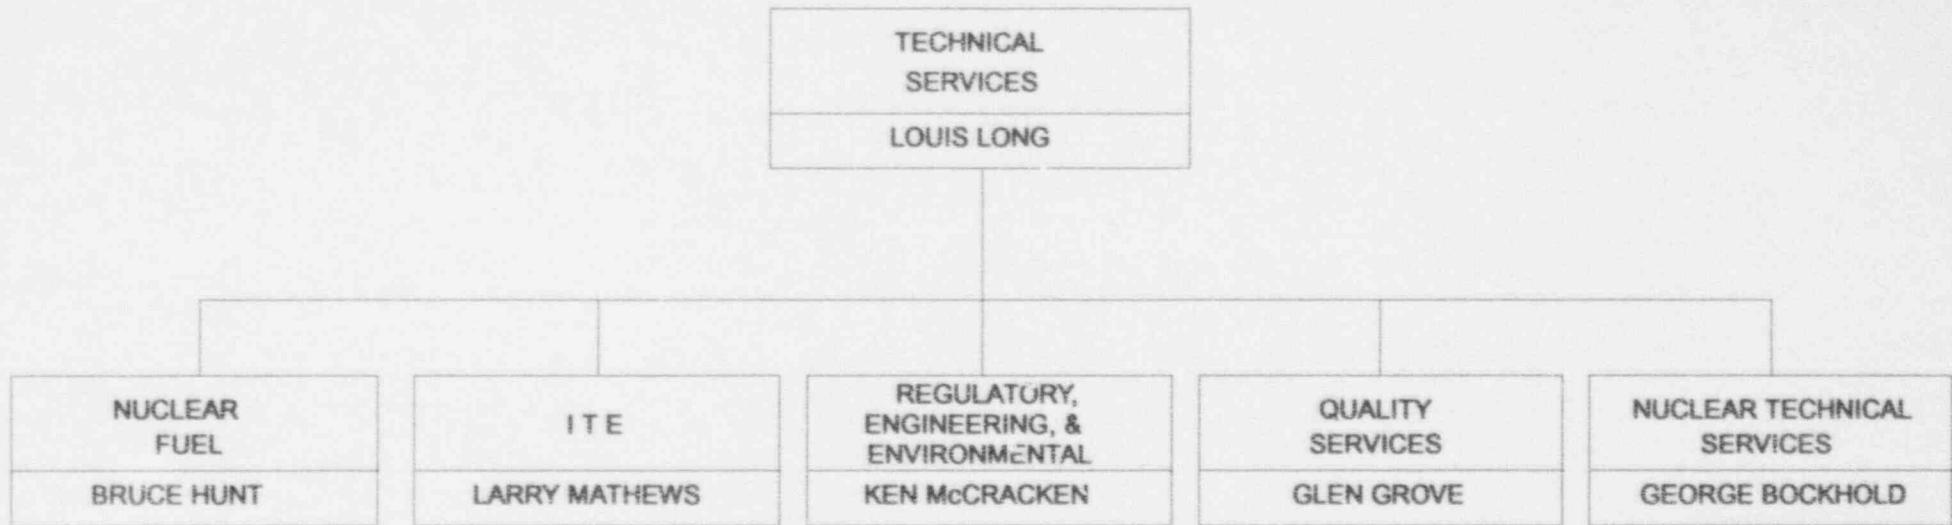 TECHNICAL
SERVICES
LOUIS LONG
NUCLEAR
FUEL
BRUCE HUNT
I T E
LARRY MATHEWS
REGULATORY,
ENGINEERING, &
ENVIRONMENTAL
KEN McCRACKEN
QUALITY
SERVICES
GLEN GROVE
NUCLEAR TECHNICAL
SERVICES
GEORGE BOCKHOLD